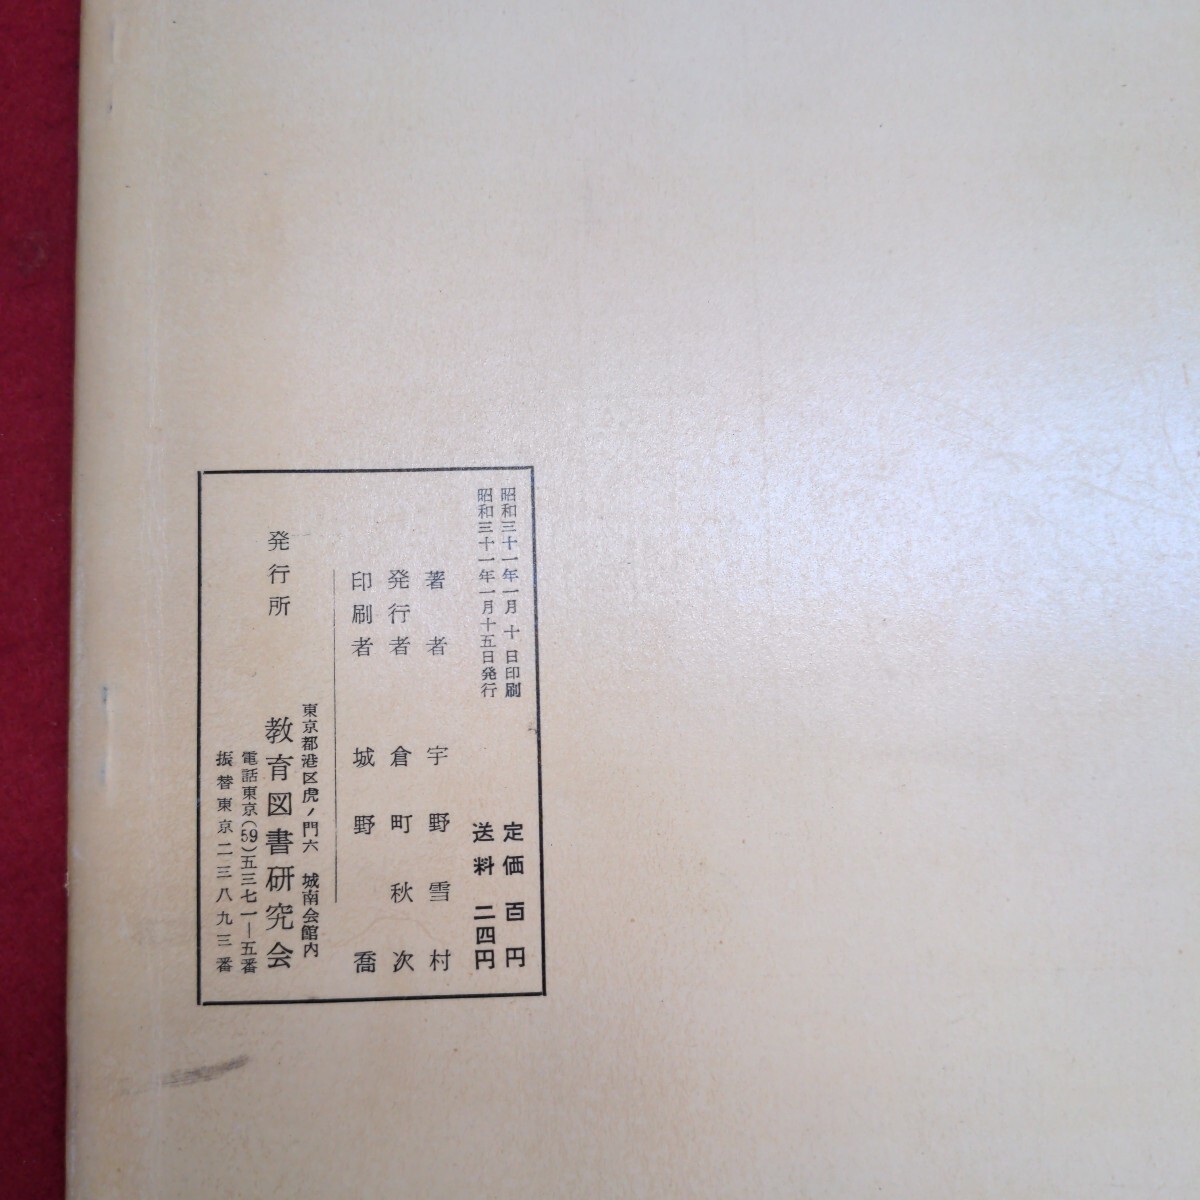 昭和三十一年一月十日印刷
昭和三十一年一月十五日発行
定価 百円
送料 二四円
著者 宇野雪村
発行者 倉町秋次
印刷者 城野喬
東京都港区虎ノ門六 城南会館内
発行所 教育図書研究会
電話東京(59)五三七一―五番
振替東京二三八九三番